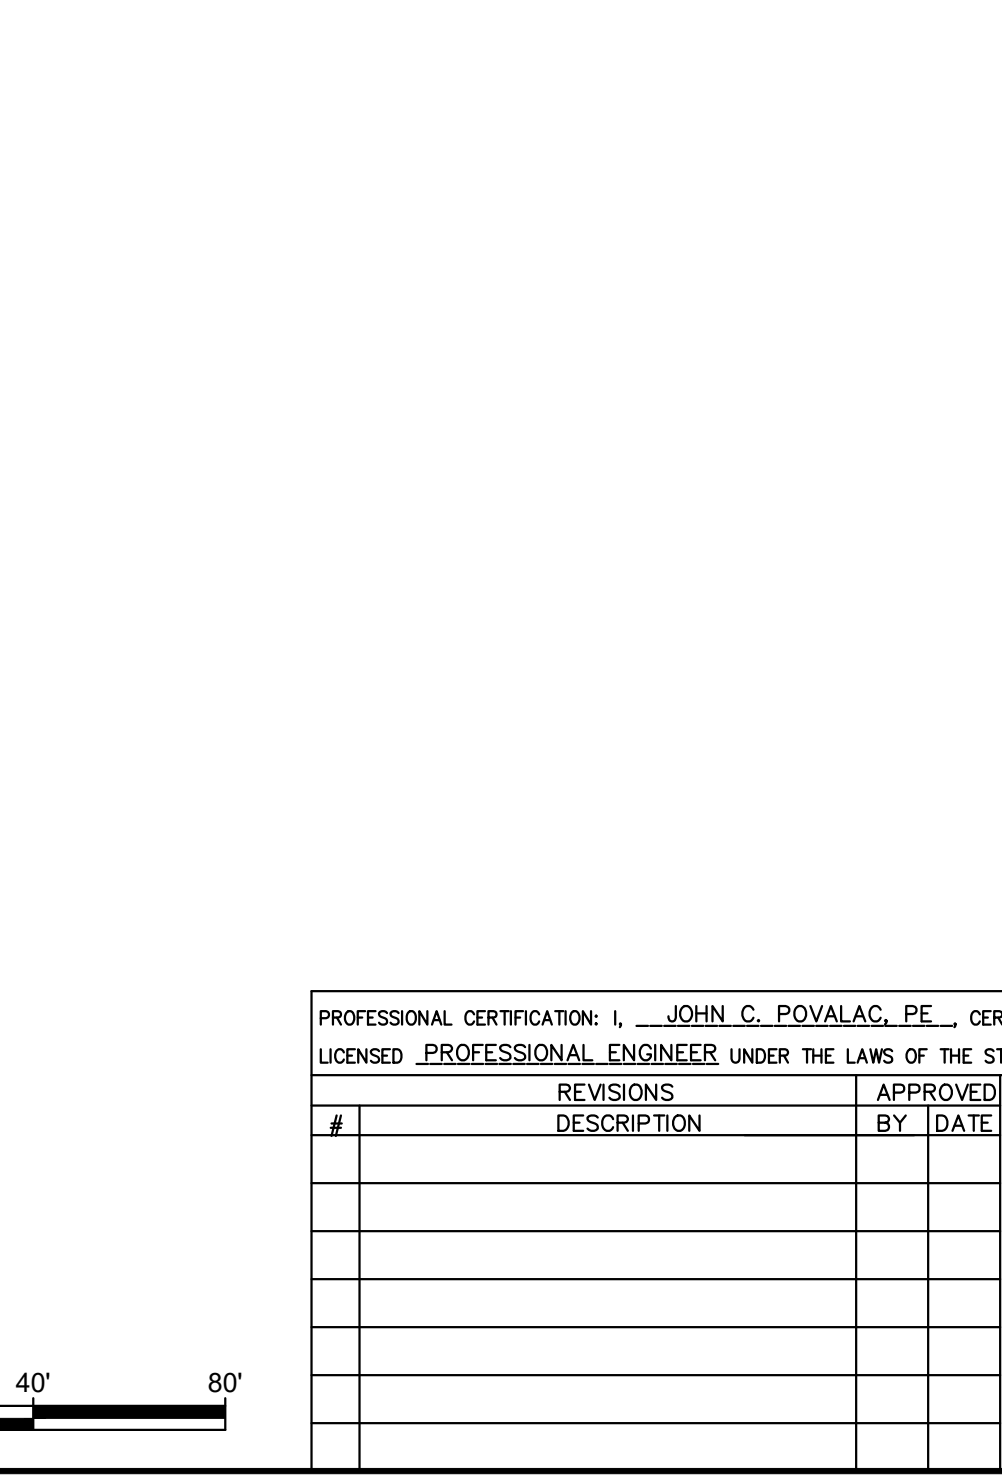 PROFESSIONAL CERTIFICATION: I, JOHN C. POVALAC, PE, CER
LICENSED PROFESSIONAL ENGINEER UNDER THE LAWS OF THE ST
REVISIONS APPROVED
# DESCRIPTION BY DATE
40' 80'